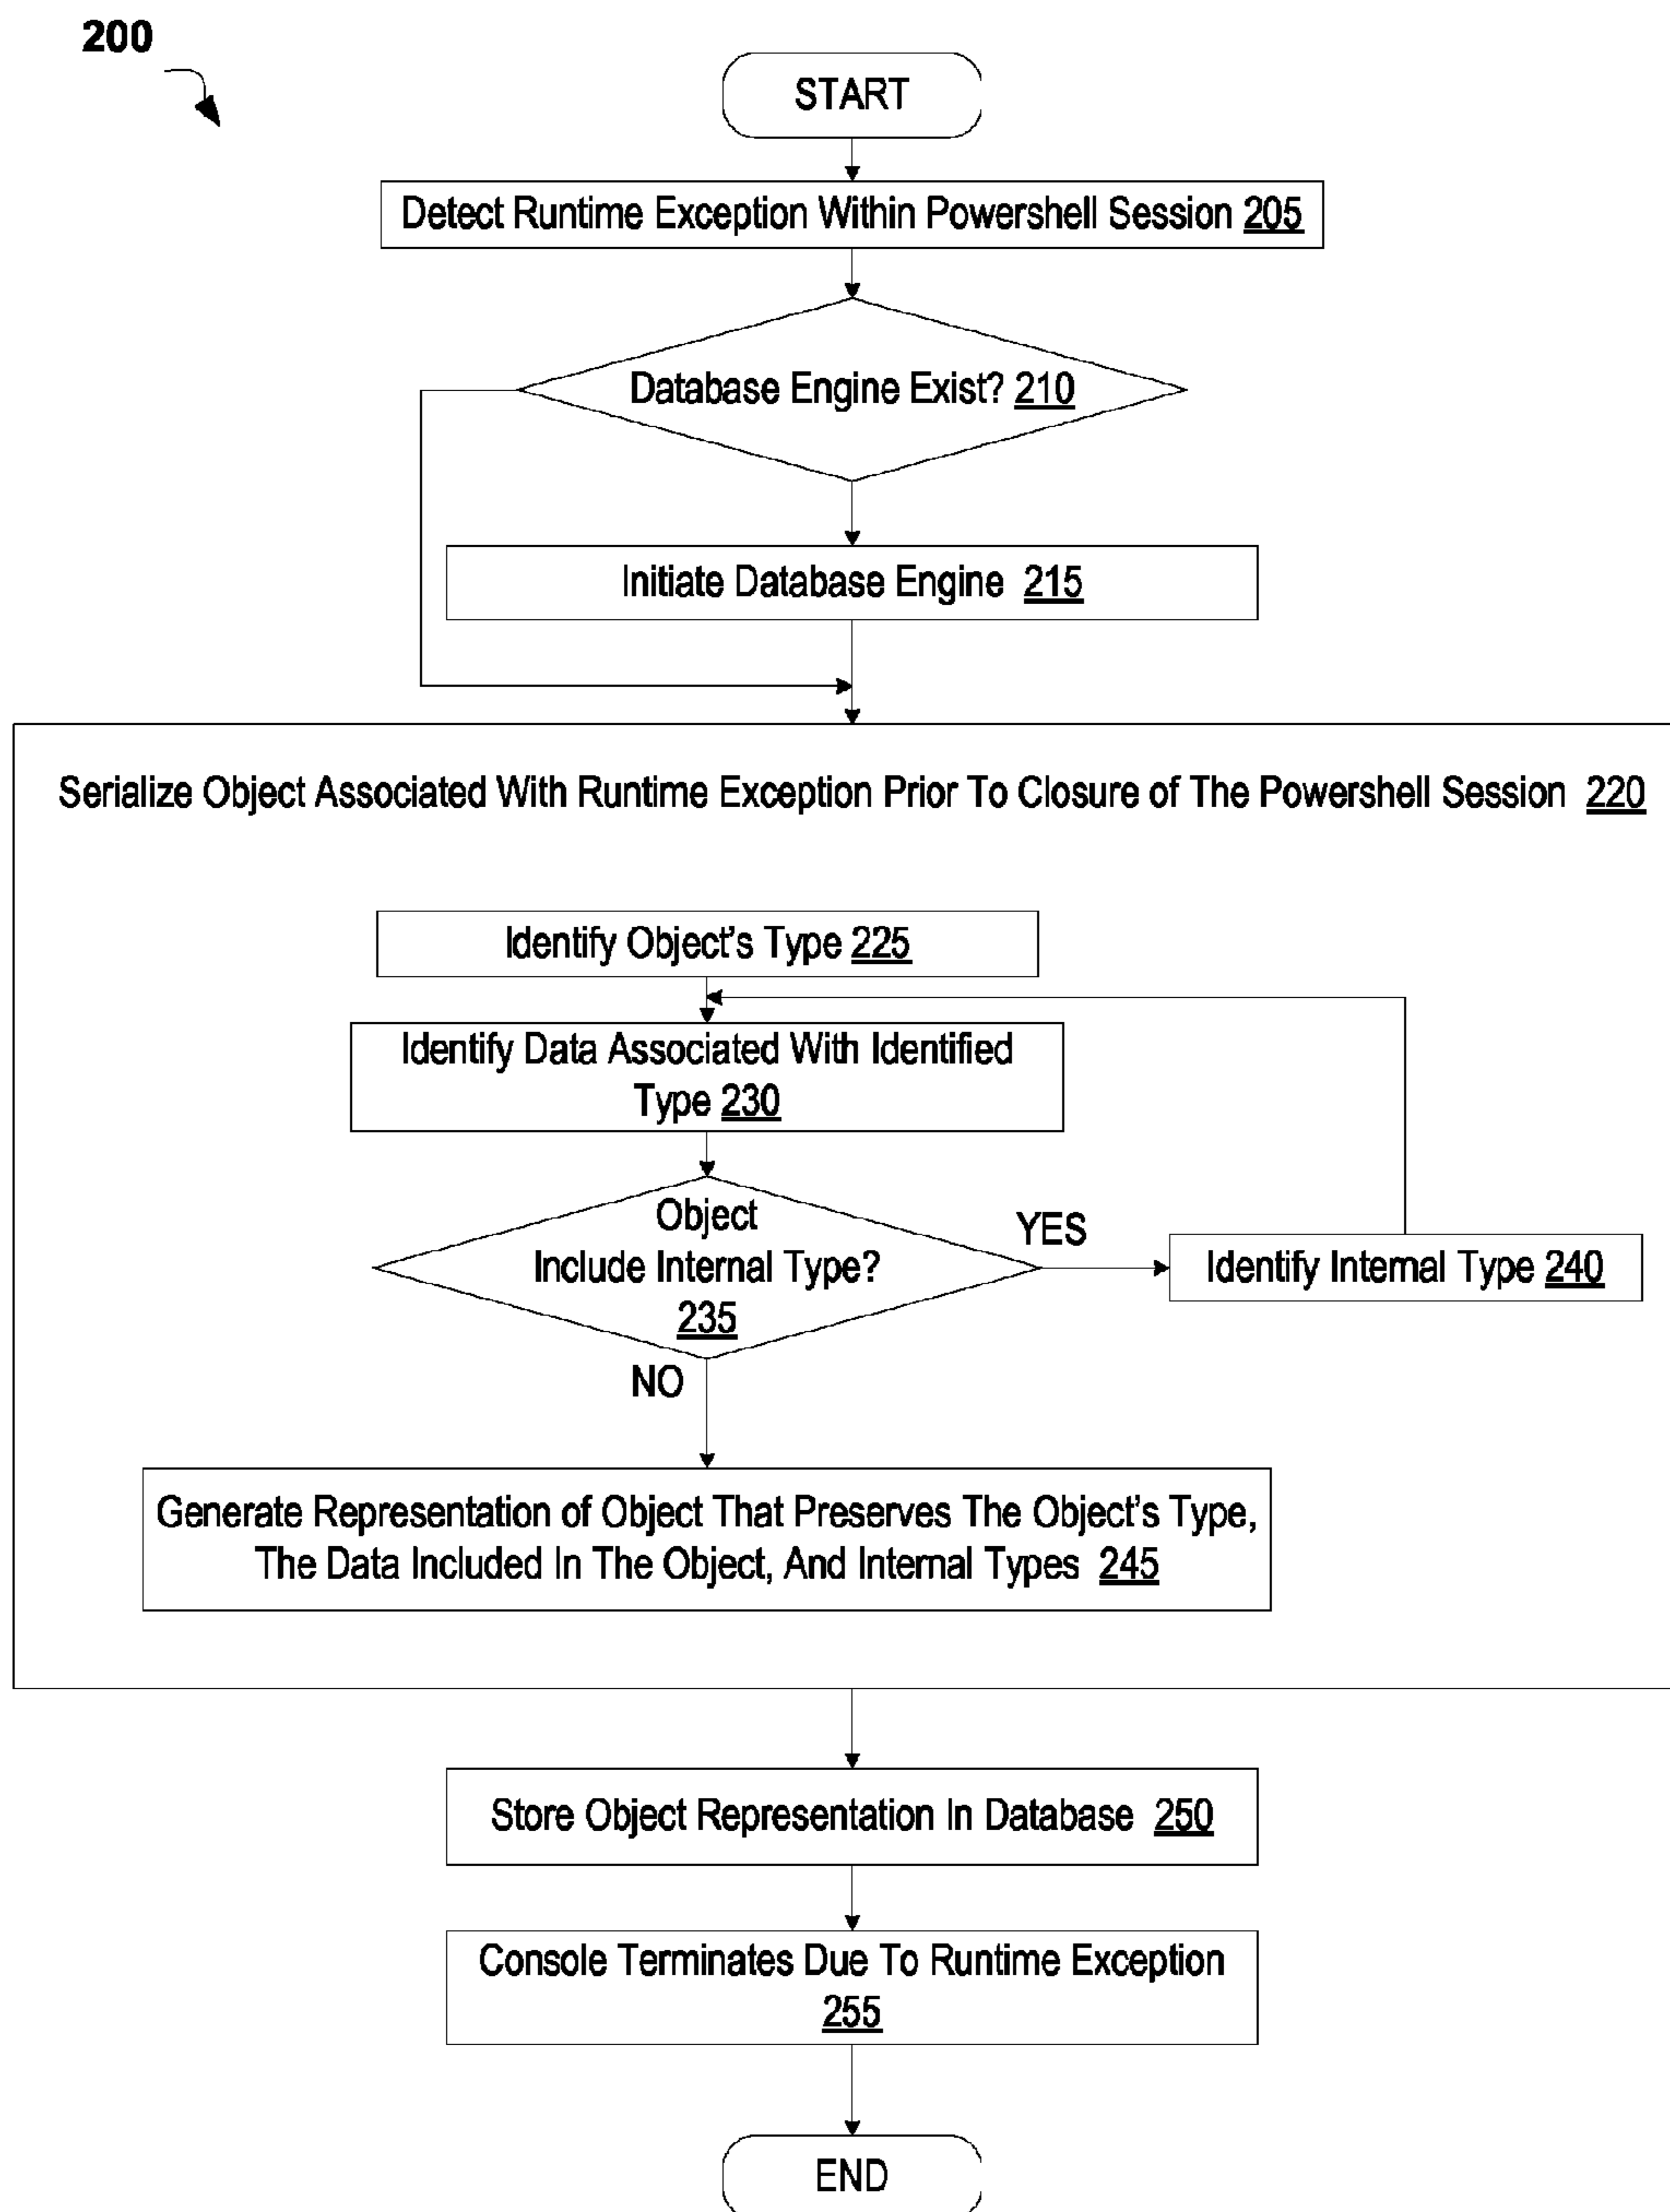 200
START
Detect Runtime Exception Within Powershell Session 205
Database Engine Exist? 210
Initiate Database Engine 215
Serialize Object Associated With Runtime Exception Prior To Closure of The Powershell Session 220
Identify Object's Type 225
Identify Data Associated With Identified
Type 230
Object
Include Internal Type?
235
YES
Identify Internal Type 240
NO
Generate Representation of Object That Preserves The Object's Type,
The Data Included In The Object, And Internal Types 245
Store Object Representation In Database 250
Console Terminates Due To Runtime Exception
255
END